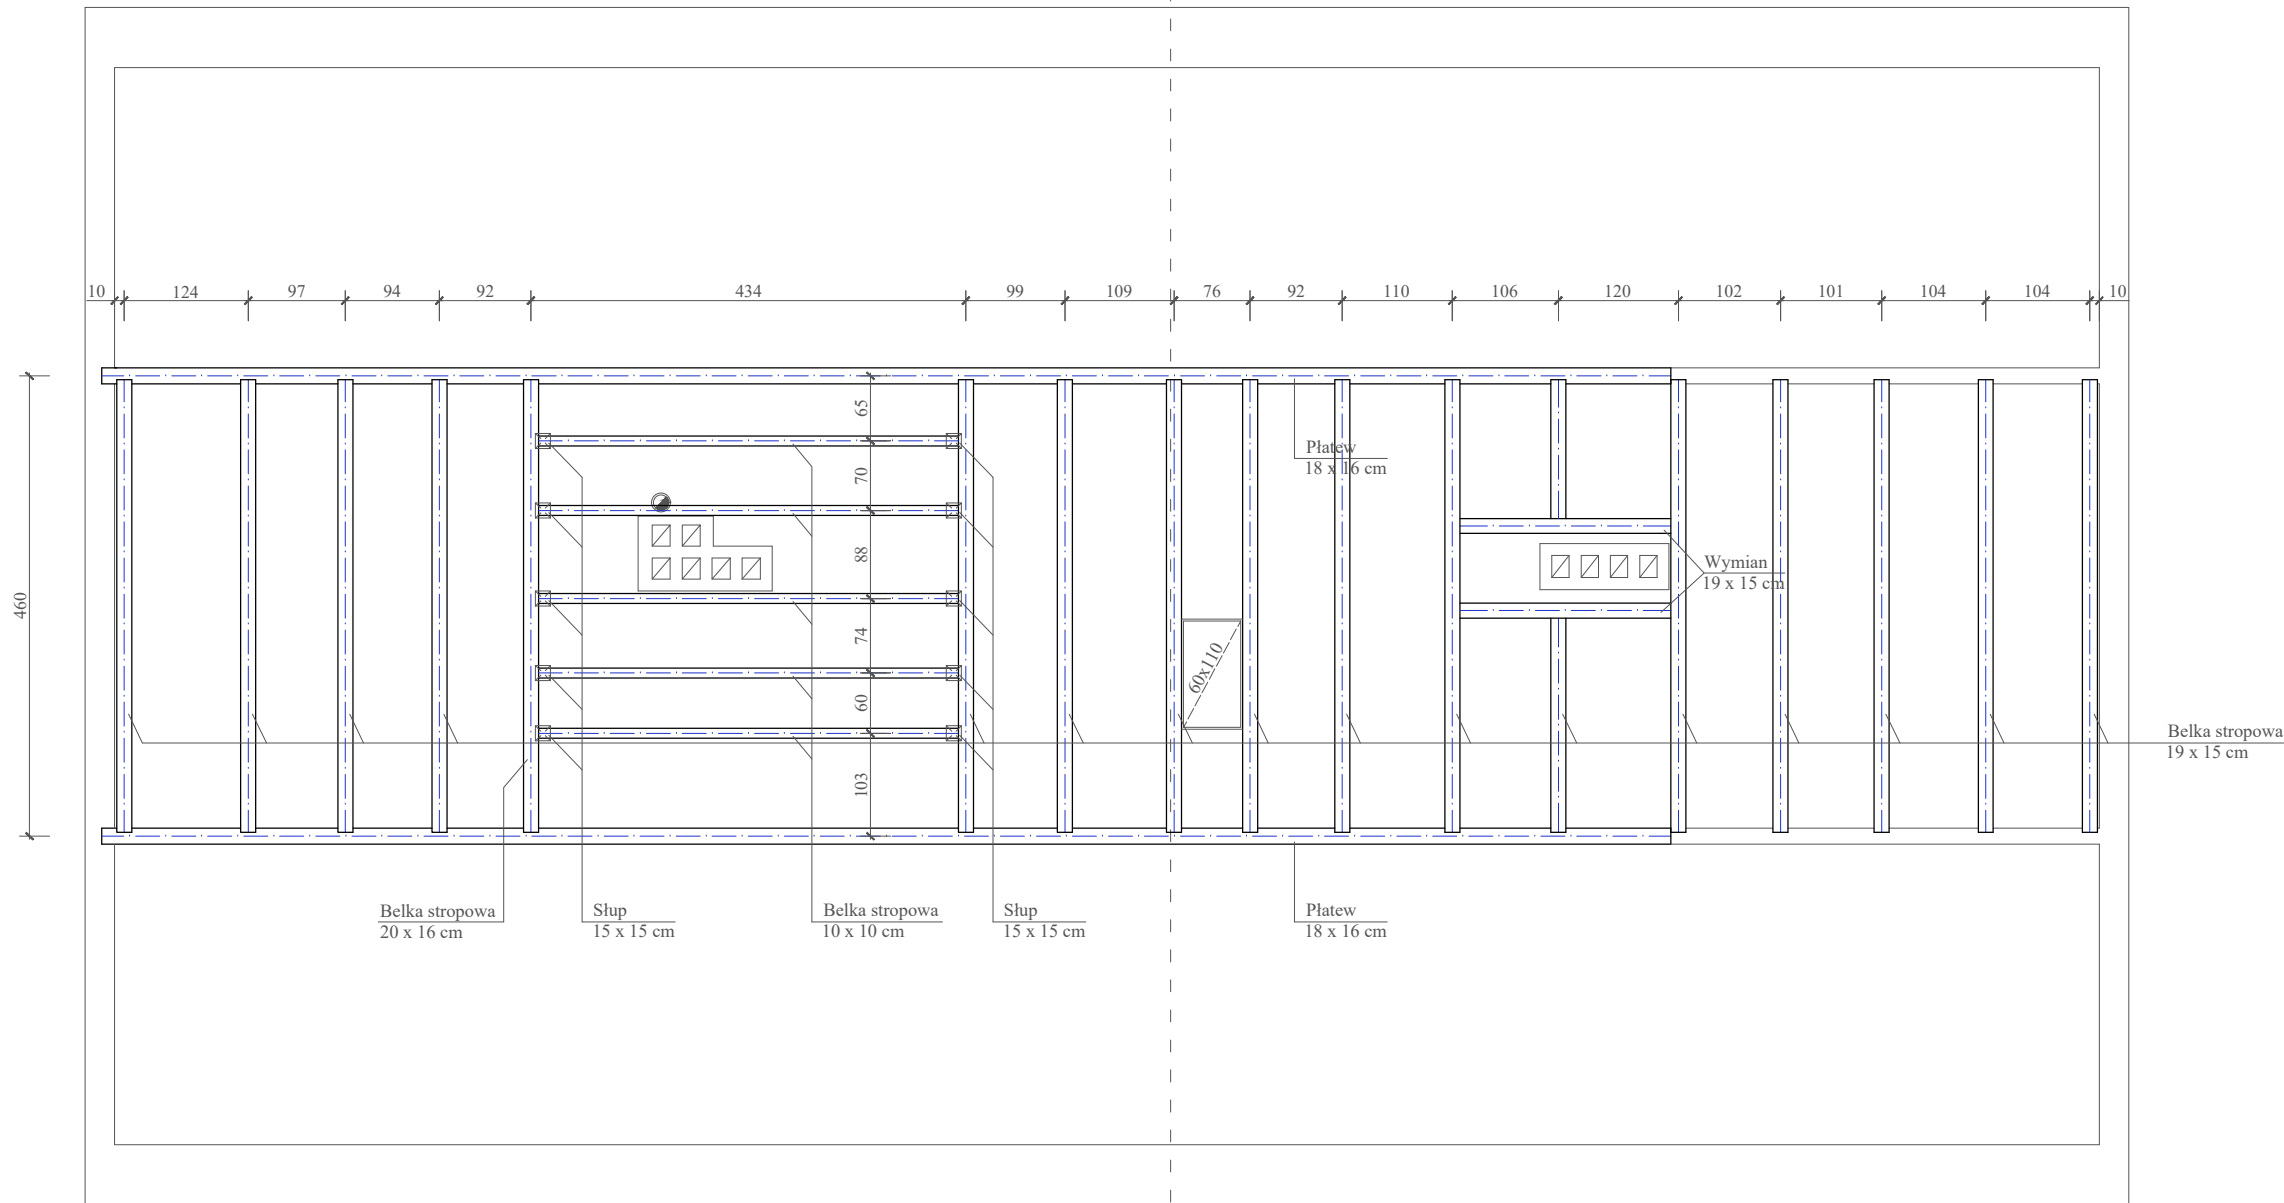 10
124
97
94
92
434
99
109
76
92
110
106
120
102
101
104
104
10
460
65
70
88
74
60
103
Płatew
18 x 16 cm
Wymian
19 x 15 cm
60x110
Belka stropowa
19 x 15 cm
Belka stropowa
20 x 16 cm
Słup
15 x 15 cm
Belka stropowa
10 x 10 cm
Słup
15 x 15 cm
Płatew
18 x 16 cm